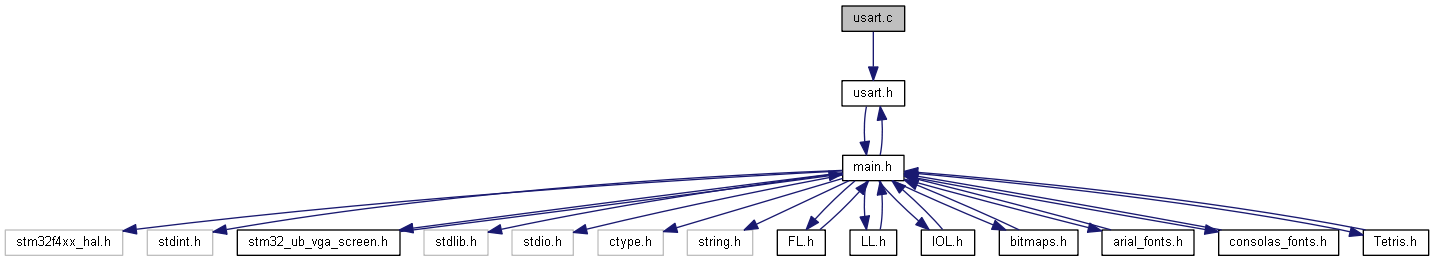 usart.c
usart.h
main.h
stm32f4xx_hal.h
stdint.h
stm32_ub_vga_screen.h
stdlib.h
stdio.h
ctype.h
string.h
FL.h
LL.h
IOL.h
bitmaps.h
arial_fonts.h
consolas_fonts.h
Tetris.h